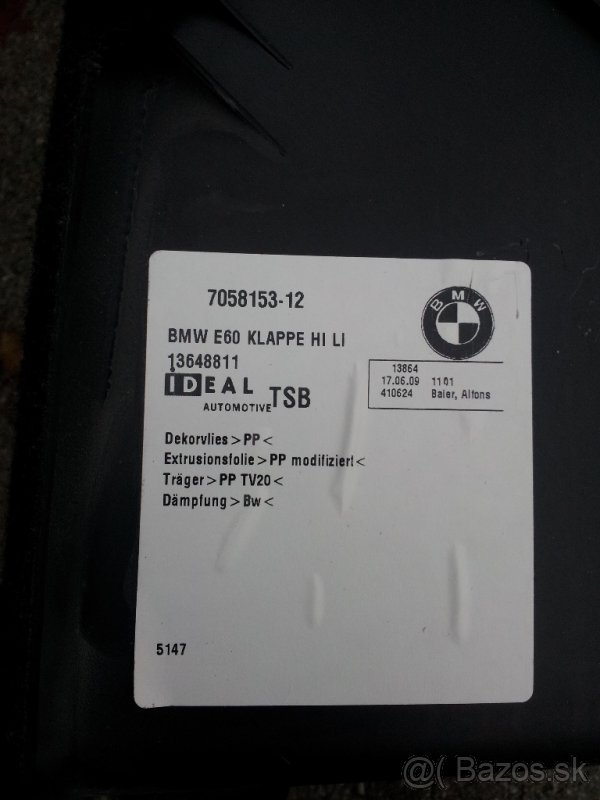 7058153-12
BMW
BMW E60 KLAPPE HI LI
13648811
IDEAL
AUTOMOTIVE TSB
13864
17.06.09 1101
410624 Baier, Alfons
Dekorvlies>PP<
Extrusionsfolie>PP modifiziert<
Träger>PP TV20<
Dämpfung>Bw<
5147
@ Bazos.sk